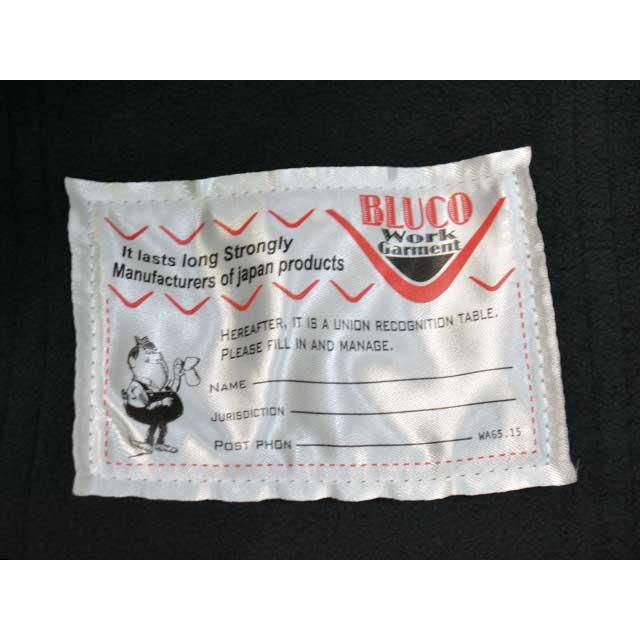 BLUCO
Work
Garment
It lasts long Strongly
Manufacturers of japan products
HEREAFTER, IT IS A UNION RECOGNITION TABLE.
PLEASE FILL IN AND MANAGE.
NAME
JURISDICTION
POST PHON
WA65.15